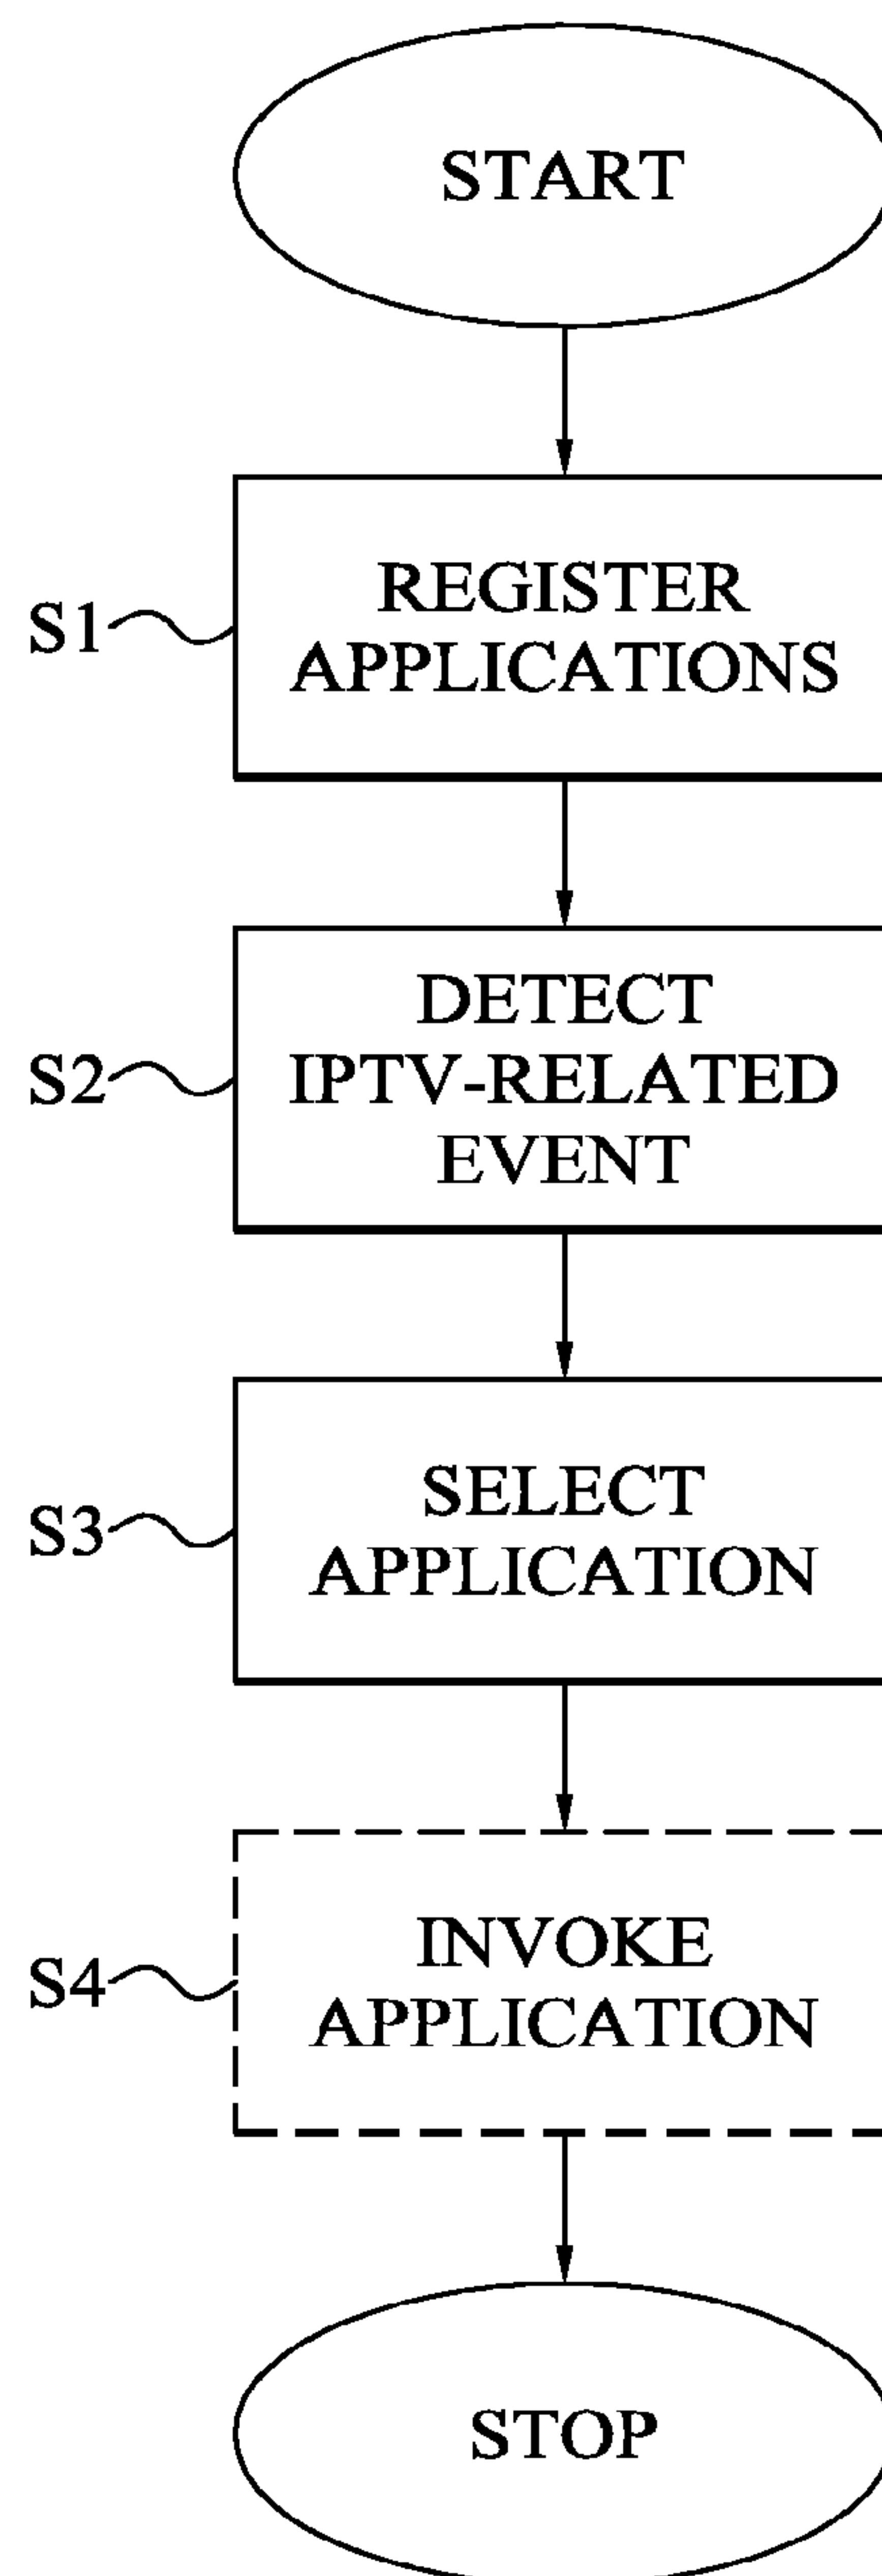 START
S1
REGISTER
APPLICATIONS
S2
DETECT
IPTV-RELATED
EVENT
S3
SELECT
APPLICATION
S4
INVOKE
APPLICATION
STOP